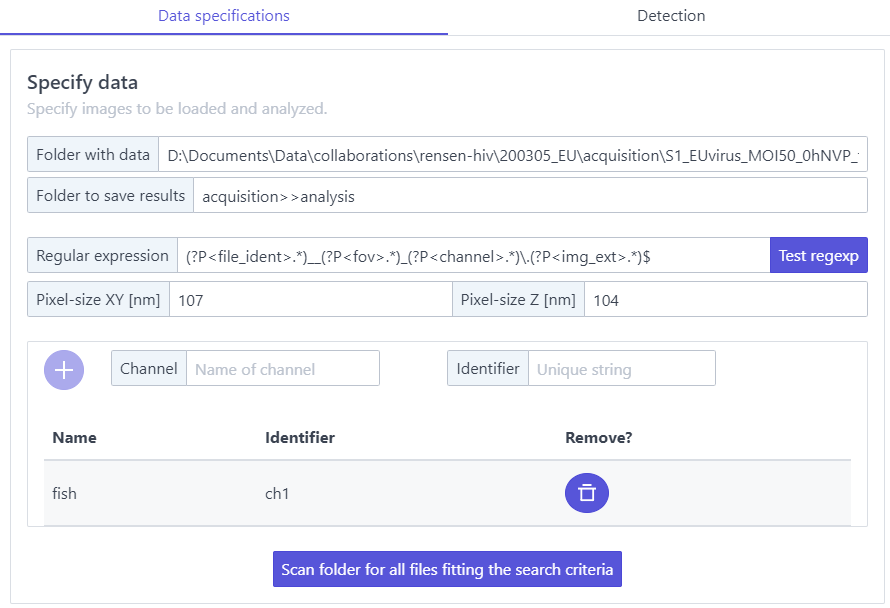 Data specifications Detection
Specify data
Specify images to be loaded and analyzed.
Folder with data D:\Documents\Data\collaborations\rensen-hiv\200305_EU\acquisition\S1_EUvirus_MOI50_0hNVP_
Folder to save results acquisition>>analysis
Regular expression (?P<file_ident>.*)__(?P<fov>.*)_(?P<channel>.*)\.(?P<img_ext>.*)$ Test regexp
Pixel-size XY [nm] 107 Pixel-size Z [nm] 104
Channel Name of channel Identifier Unique string
Name Identifier Remove?
fish ch1
Scan folder for all files fitting the search criteria